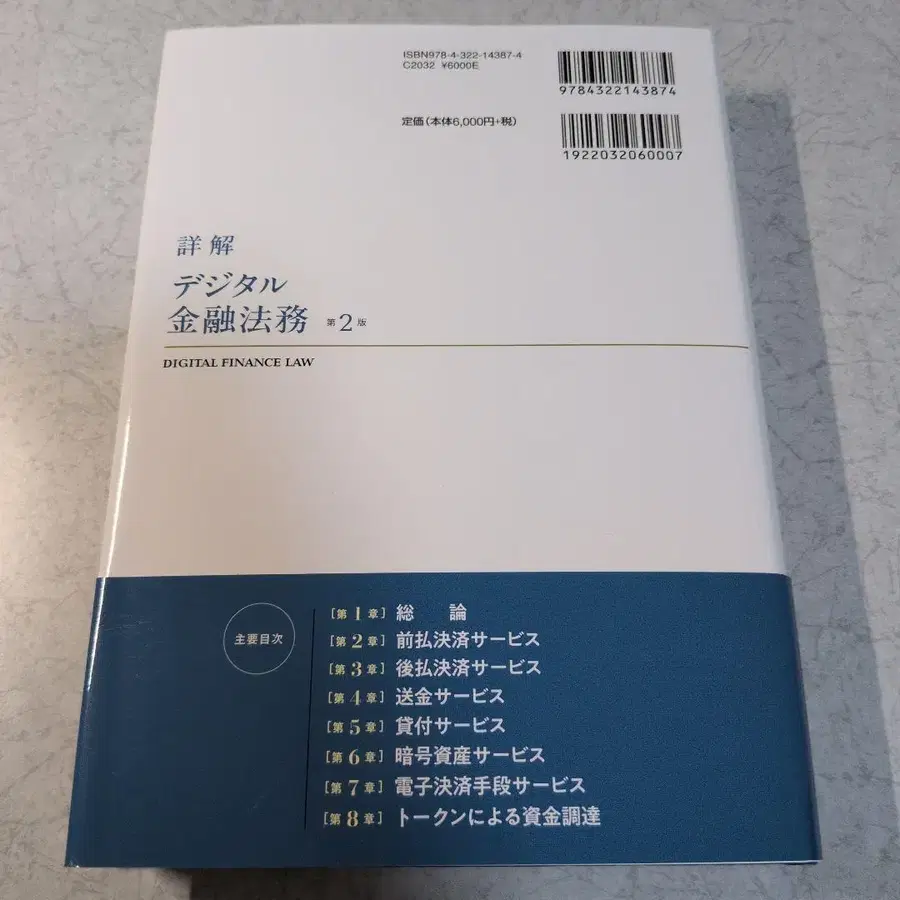 ISBN978-4-322-14387-4
C2032 ¥6000E
9784322143874
定価(本体6,000円+税)
1922032060007
詳解
デジタル
金融法務 第2版
DIGITAL FINANCE LAW
主要目次
[第1章] 総 論
[第2章] 前払決済サービス
[第3章] 後払決済サービス
[第4章] 送金サービス
[第5章] 貸付サービス
[第6章] 暗号資産サービス
[第7章] 電子決済手段サービス
[第8章] トークンによる資金調達